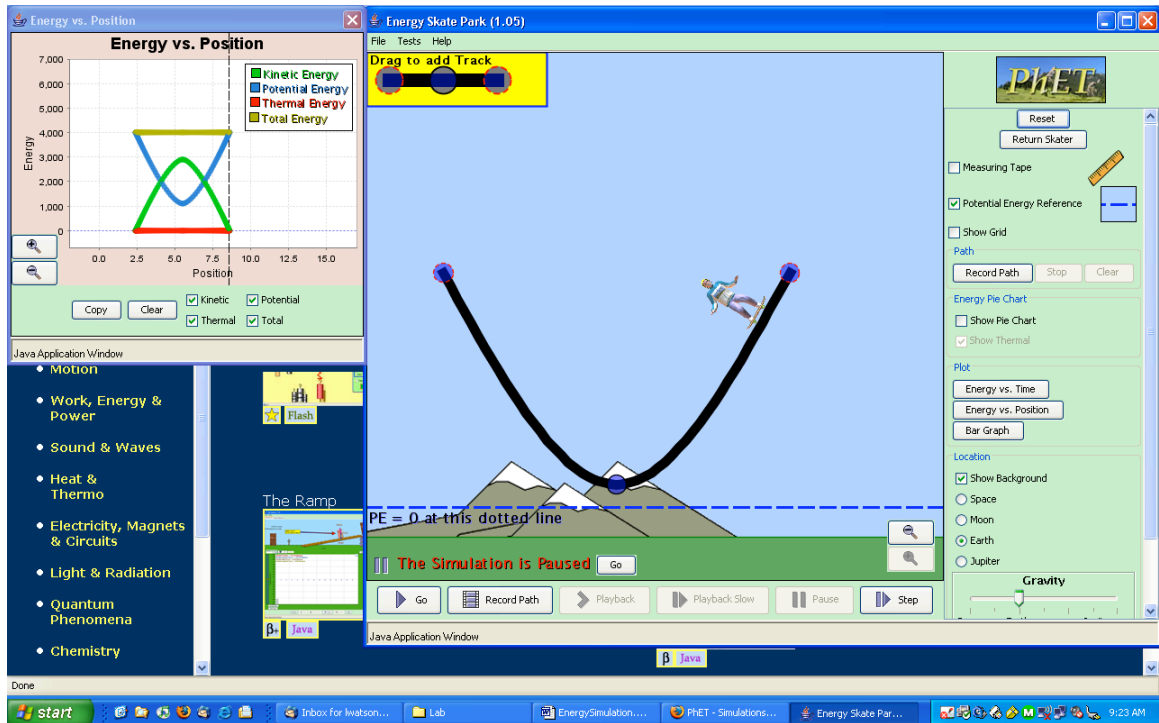 Energy vs. Position
Energy vs. Position
7,000
6,000
5,000
4,000
3,000
2,000
1,000
0
Energy
Kinetic Energy
Potential Energy
Thermal Energy
Total Energy
0.0 2.5 5.0 7.5 10.0 12.5 15.0
Position
Copy
Clear
Kinetic
Potential
Thermal
Total
Java Application Window
Motion
Work, Energy &
Power
Sound & Waves
Heat &
Thermo
Electricity, Magnets
& Circuits
Light & Radiation
Quantum
Phenomena
Chemistry
Flash
The Ramp
β+ Java
Energy Skate Park (1.05)
File Tests Help
Drag to add Track
PE = 0 at this dotted line
The Simulation is Paused
Go
Go
Record Path
Playback
Playback Slow
Pause
Step
Java Application Window
β Java
PhET
Reset
Return Skater
Measuring Tape
Potential Energy Reference
Show Grid
Path
Record Path
Stop
Clear
Energy Pie Chart
Show Pie Chart
Show Thermal
Plot
Energy vs. Time
Energy vs. Position
Bar Graph
Location
Show Background
Space
Moon
Earth
Jupiter
Gravity
Done
start
Inbox for lwatson...
Lab
EnergySimulation....
PhET - Simulations...
Energy Skate Par...
9:23 AM